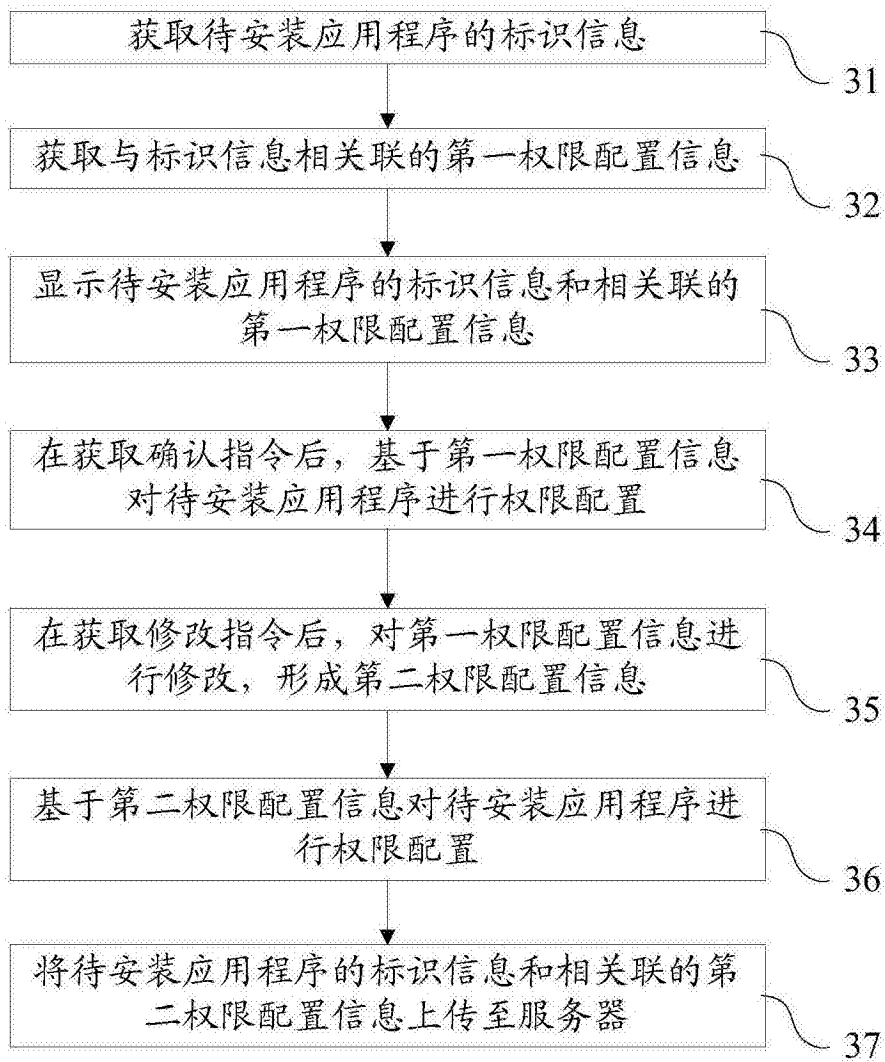 获取待安装应用程序的标识信息
31
获取与标识信息相关联的第一权限配置信息
32
显示待安装应用程序的标识信息和相关联的
第一权限配置信息
33
在获取确认指令后，基于第一权限配置信息
对待安装应用程序进行权限配置
34
在获取修改指令后，对第一权限配置信息进
行修改，形成第二权限配置信息
35
基于第二权限配置信息对待安装应用程序进
行权限配置
36
将待安装应用程序的标识信息和相关联的第
二权限配置信息上传至服务器
37